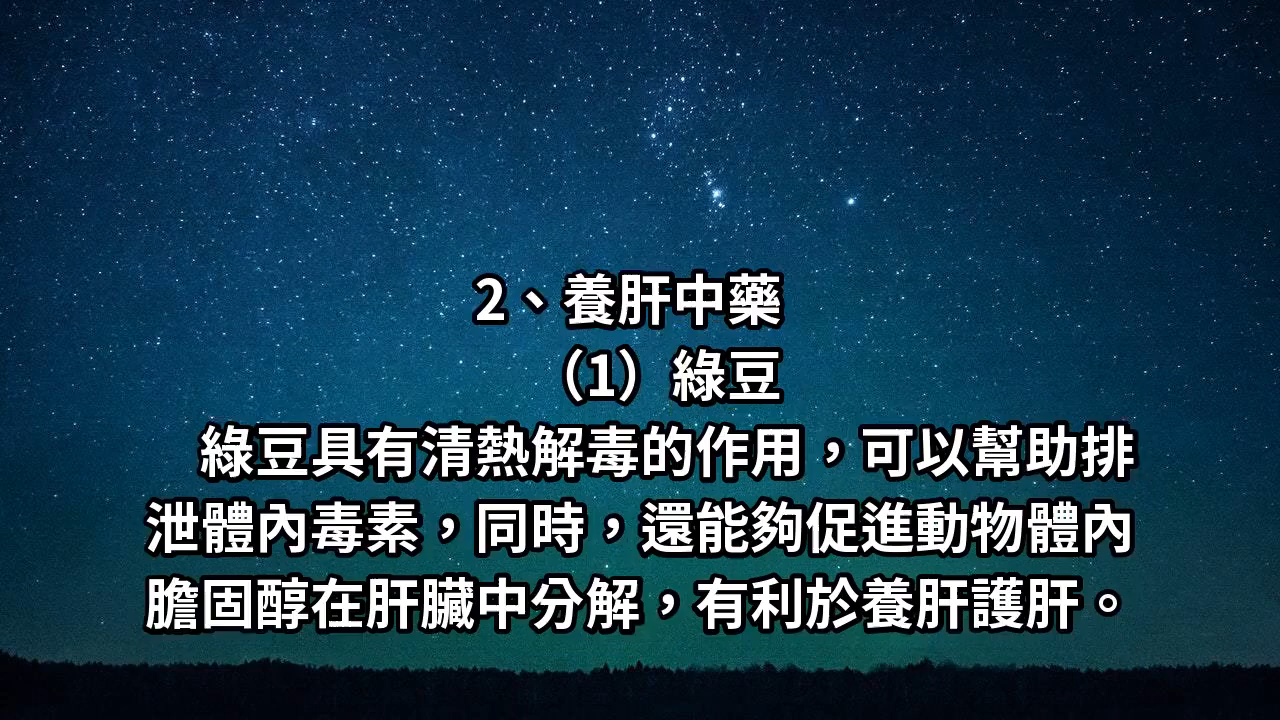 2、養肝中藥
（1）綠豆
綠豆具有清熱解毒的作用，可以幫助排
泄體內毒素，同時，還能夠促進動物體內
膽固醇在肝臟中分解，有利於養肝護肝。